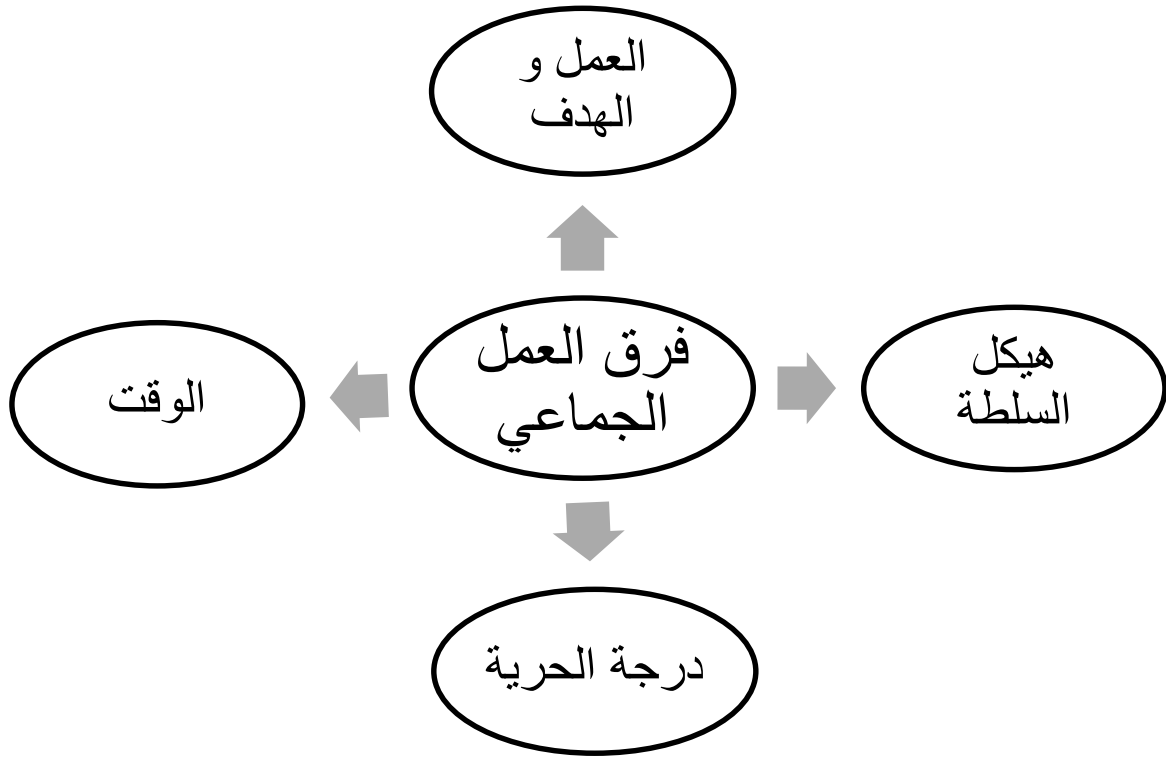 العمل و
الهدف
هيكل
السلطة
فرق العمل
الجماعي
الوقت
درجة الحرية